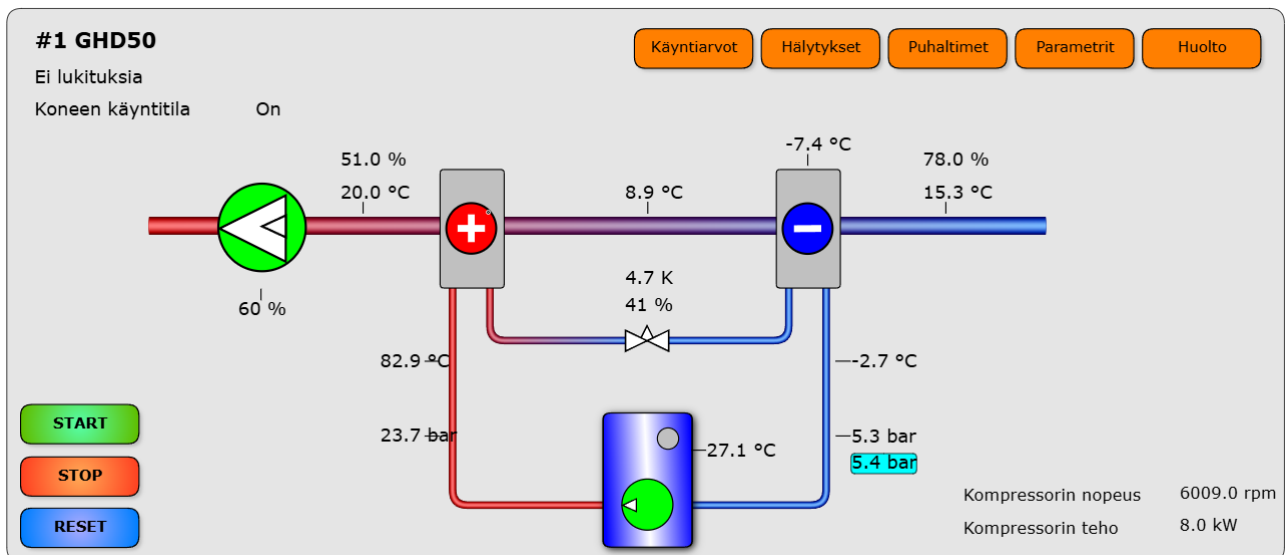 #1 GHD50
Käyntiarvot
Hälytykset
Puhaltimet
Parametrit
Huolto
Ei lukituksia
Koneen käyntitila On
-7.4 °C
51.0 %
78.0 %
20.0 °C
8.9 °C
15.3 °C
4.7 K
60 %
41 %
82.9 °C
-2.7 °C
START
23.7 bar
5.3 bar
27.1 °C
5.4 bar
STOP
Kompressorin nopeus 6009.0 rpm
RESET
Kompressorin teho 8.0 kW